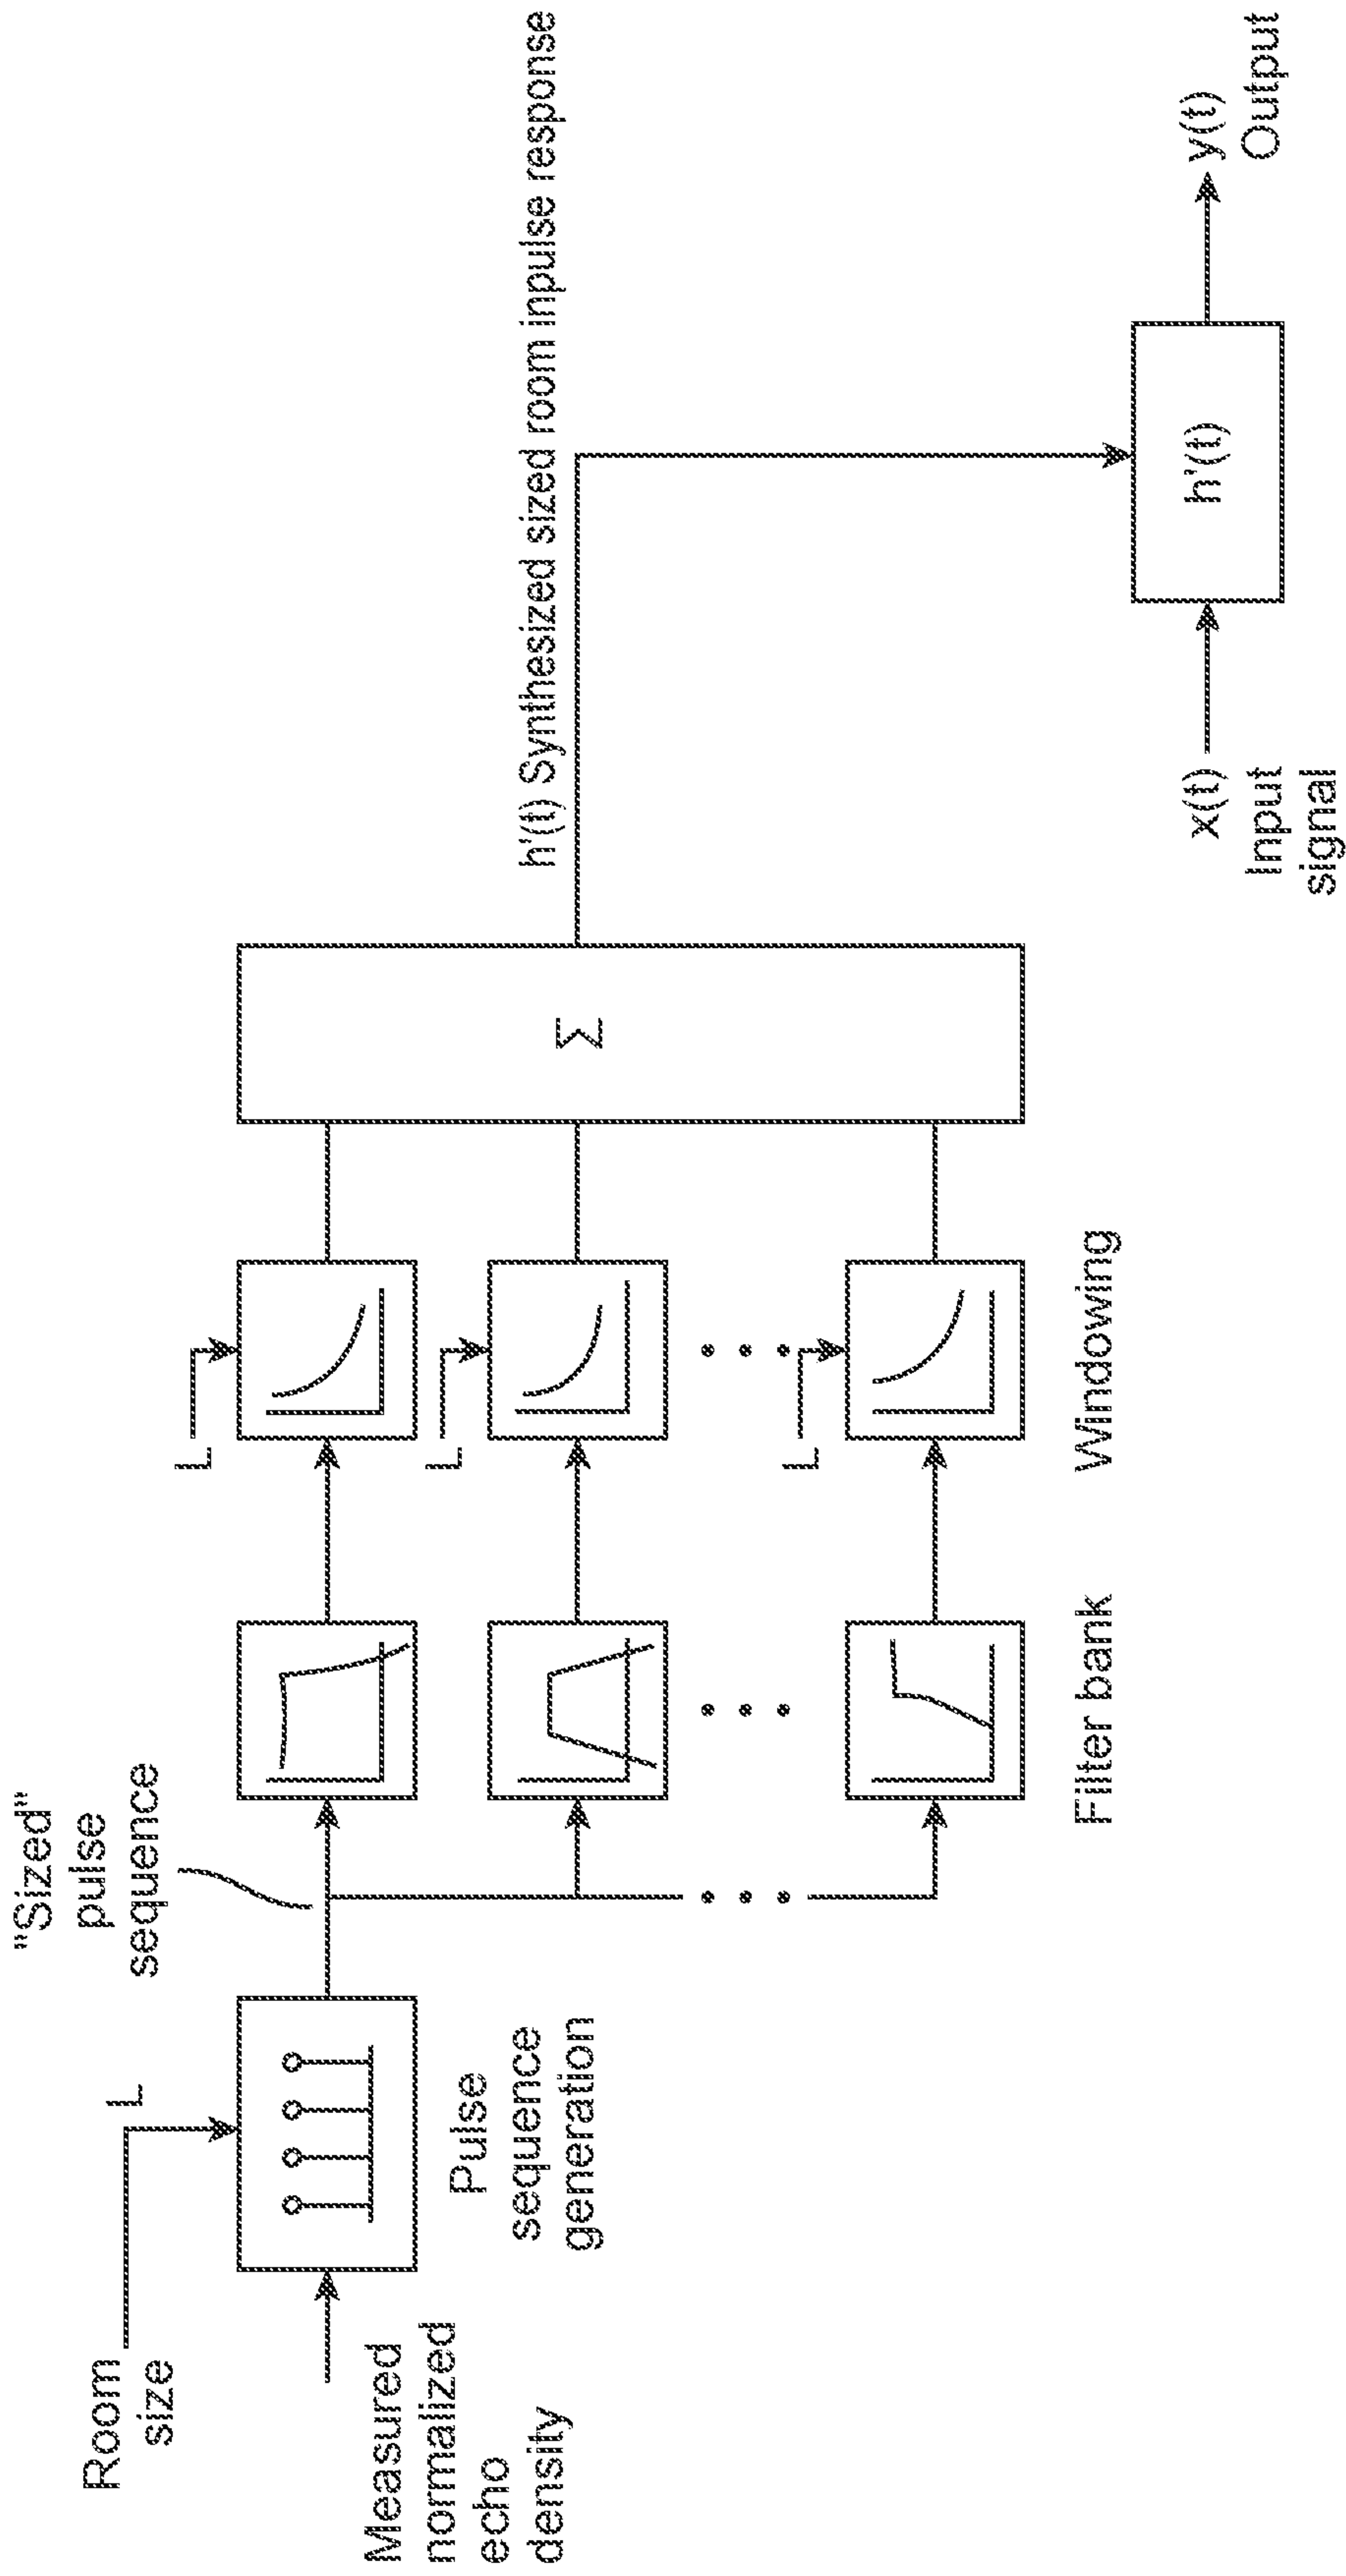 Room
size
L
"Sized"
pulse
sequence
Measured
normalized
echo
density
Pulse
sequence
generation
L
L
L
Filter bank
Windowing
Σ
h'(t) Synthesized sized room inpulse response
x(t)
Input
signal
h'(t)
y(t)
Output